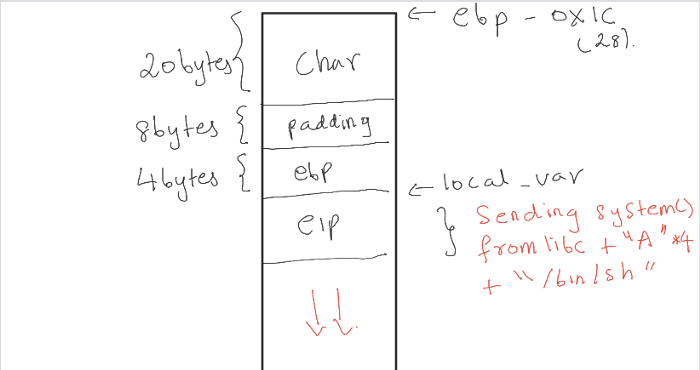 ← ebp - 0x1C
(28).
20bytes
Char
8bytes
padding
4bytes
ebp
← local_var
eip
Sending system()
from libc + "A"*4
+ "/bin/sh"